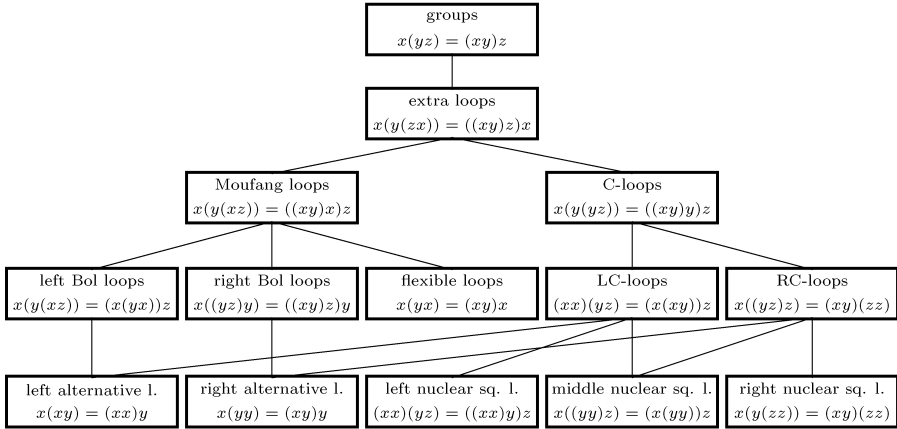 groups
x(yz) = (xy)z
extra loops
x(y(zx)) = ((xy)z)x
Moufang loops
x(y(xz)) = ((xy)x)z
C-loops
x(y(yz)) = ((xy)y)z
left Bol loops
x(y(xz)) = (x(yx))z
right Bol loops
x((yz)y) = ((xy)z)y
flexible loops
x(yx) = (xy)x
LC-loops
(xx)(yz) = (x(xy))z
RC-loops
x((yz)z) = (xy)(zz)
left alternative l.
x(xy) = (xx)y
right alternative l.
x(yy) = (xy)y
left nuclear sq. l.
(xx)(yz) = ((xx)y)z
middle nuclear sq. l.
x((yy)z) = (x(yy))z
right nuclear sq. l.
x(y(zz)) = (xy)(zz)